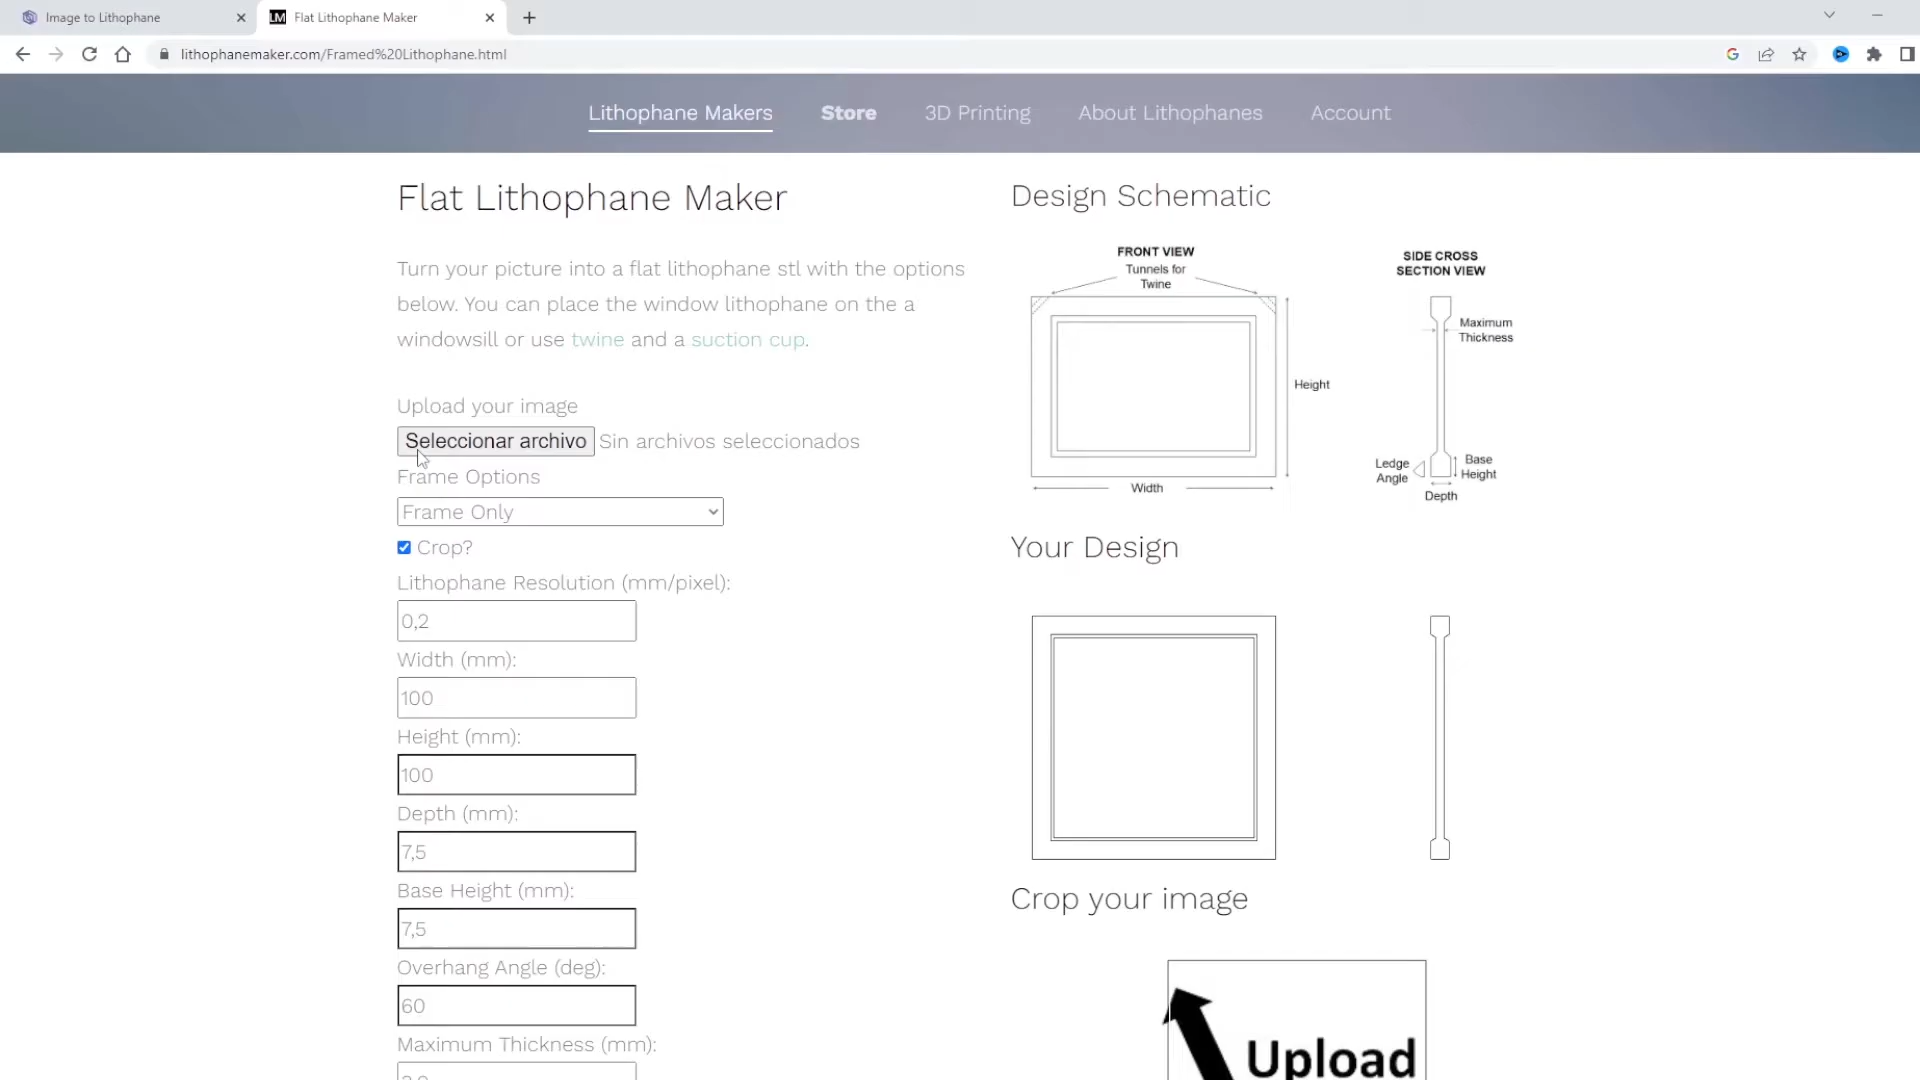 Image to Lithophane
Flat Lithophane Maker
lithophanemaker.com/Framed%20Lithophane.html
Lithophane Makers
Store
3D Printing
About Lithophanes
Account
Flat Lithophane Maker
Turn your picture into a flat lithophane stl with the options
below. You can place the window lithophane on the a
windowsill or use twine and a suction cup.
Upload your image
Seleccionar archivo Sin archivos seleccionados
Frame Options
Frame Only
Crop?
Lithophane Resolution (mm/pixel):
0,2
Width (mm):
100
Height (mm):
100
Depth (mm):
7,5
Base Height (mm):
7,5
Overhang Angle (deg):
60
Maximum Thickness (mm):
Design Schematic
FRONT VIEW
Tunnels for
Twine
Height
Width
SIDE CROSS
SECTION VIEW
Maximum
Thickness
Ledge
Angle
Base
Height
Depth
Your Design
Crop your image
Upload